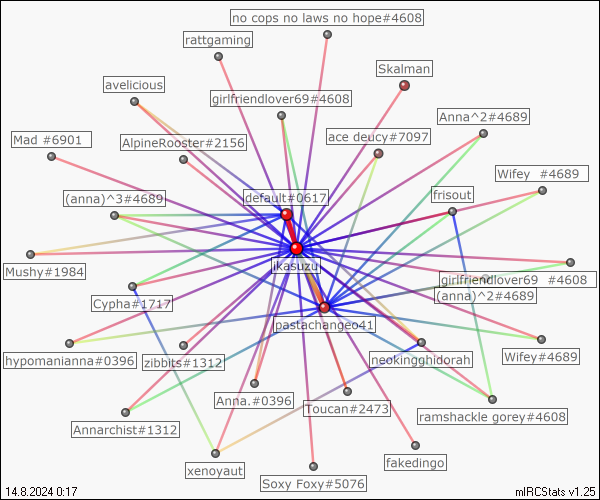 no cops no laws no hope#4608
rattgaming
Skalman
avelicious
girlfriendlover69#4608
Anna^2#4689
Mad #6901
AlpineRooster#2156
ace deucy#7097
Wifey  #4689
(anna)^3#4689
default#0617
frisout
ikasuzu
Mushy#1984
girlfriendlover69  #4608
(anna)^2#4689
Cypha#1717
pastachangeo41
hypomanianna#0396
zibbits#1312
neokingghidorah
Wifey#4689
Anna.#0396
Toucan#2473
ramshackle gorey#4608
Annarchist#1312
xenoyaut
fakedingo
Soxy Foxy#5076
14.8.2024 0:17
mIRCStats v1.25